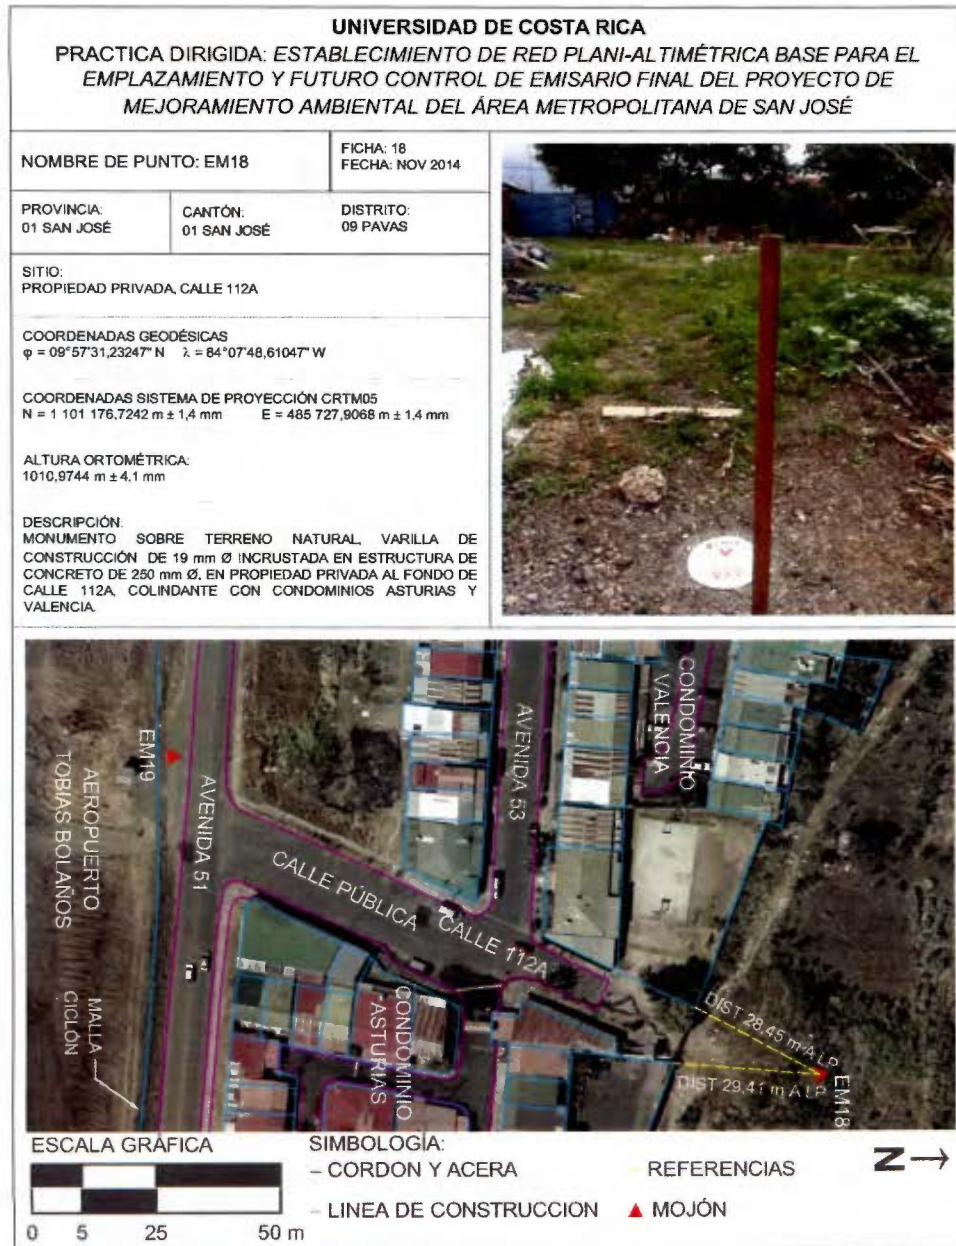 UNIVERSIDAD DE COSTA RICA
PRACTICA DIRIGIDA: ESTABLECIMIENTO DE RED PLANI-ALTIMÉTRICA BASE PARA EL
EMPLAZAMIENTO Y FUTURO CONTROL DE EMISARIO FINAL DEL PROYECTO DE
MEJORAMIENTO AMBIENTAL DEL ÁREA METROPOLITANA DE SAN JOSÉ
NOMBRE DE PUNTO: EM18
FICHA: 18
FECHA: NOV 2014
PROVINCIA:
01 SAN JOSÉ
CANTÓN:
01 SAN JOSÉ
DISTRITO:
09 PAVAS
SITIO:
PROPIEDAD PRIVADA, CALLE 112A
COORDENADAS GEODÉSICAS
φ = 09°57'31,23247" N λ = 84°07'48,61047" W
COORDENADAS SISTEMA DE PROYECCIÓN CRTM05
N = 1 101 176,7242 m ± 1,4 mm E = 485 727,9068 m ± 1,4 mm
ALTURA ORTOMÉTRICA:
1010,9744 m ± 4,1 mm
DESCRIPCIÓN:
MONUMENTO SOBRE TERRENO NATURAL, VARILLA DE
CONSTRUCCIÓN DE 19 mm Ø INCRUSTADA EN ESTRUCTURA DE
CONCRETO DE 250 mm Ø, EN PROPIEDAD PRIVADA AL FONDO DE
CALLE 112A, COLINDANTE CON CONDOMINIOS ASTURIAS Y
VALENCIA.
EM19
AEROPUERTO
TOBIAS BOLAÑOS
MALLA
CICLÓN
AVENIDA 51
CALLE PÚBLICA
CALLE 112A
AVENIDA 53
CONDOMINIO
VALENCIA
CONDOMINIO
ASTURIAS
DIST 28.45 m A LP
DIST 29.41 m A LP
EM18
ESCALA GRÁFICA
0 5 25 50 m
SIMBOLOGÍA:
– CORDON Y ACERA
– LINEA DE CONSTRUCCION
REFERENCIAS
MOJÓN
N